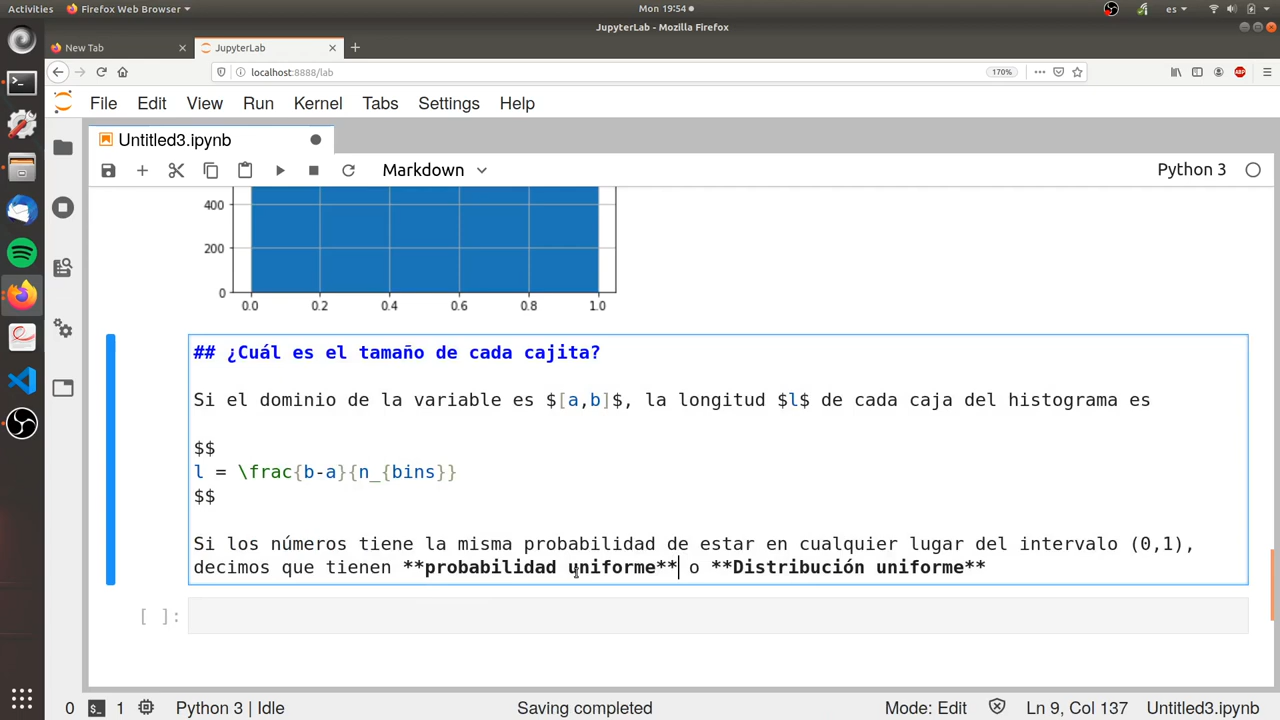 Activities Firefox Web Browser Mon 19:54 es
JupyterLab - Mozilla Firefox
New Tab JupyterLab
localhost:8888/lab 170% ABP
File Edit View Run Kernel Tabs Settings Help
Untitled3.ipynb
Markdown Python 3
400
200
0
0.0 0.2 0.4 0.6 0.8 1.0
## ¿Cuál es el tamaño de cada cajita?
Si el dominio de la variable es $[a,b]$, la longitud $l$ de cada caja del histograma es
$$
l = \frac{b-a}{n_{bins}}
$$
Si los números tiene la misma probabilidad de estar en cualquier lugar del intervalo (0,1),
decimos que tienen **probabilidad uniforme** o **Distribución uniforme**
[ ]:
0 1 Python 3 | Idle Saving completed Mode: Edit Ln 9, Col 137 Untitled3.ipynb